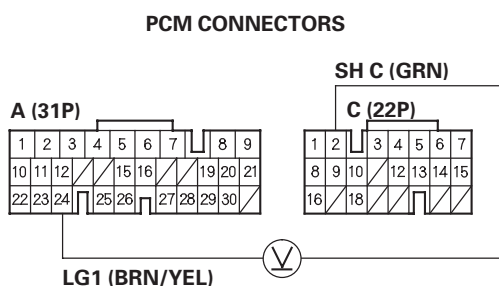 PCM CONNECTORS
SH C (GRN)
A (31P) C (22P)
1 2 3 4 5 6 7 8 9 1 2 3 4 5 6 7
10 11 12 15 16 19 20 21 8 9 10 12 13 14 15
22 23 24 25 26 27 28 29 30 16 18
V
LG1 (BRN/YEL)